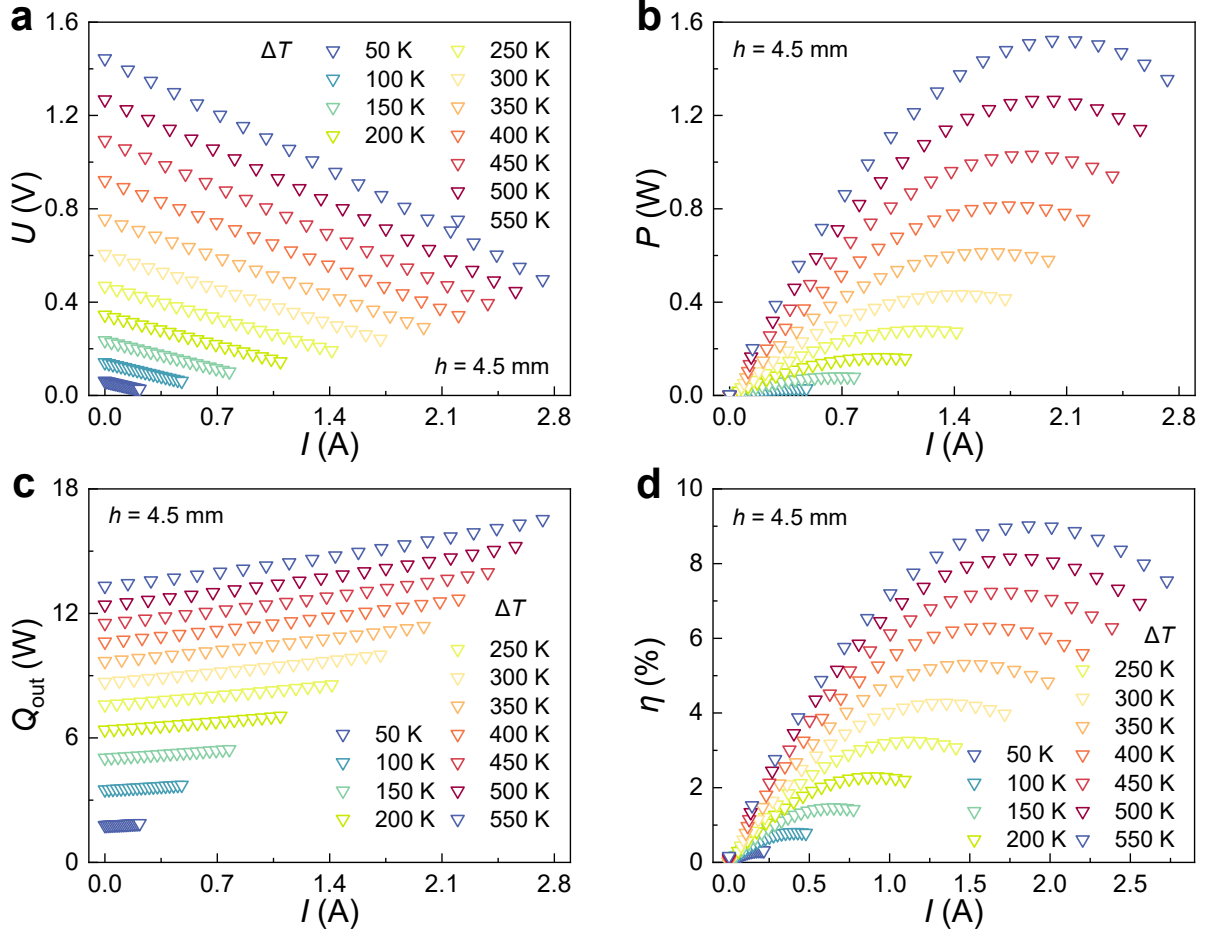 a
U (V)
1.6
1.2
0.8
0.4
0.0
ΔT
50 K
100 K
150 K
200 K
250 K
300 K
350 K
400 K
450 K
500 K
550 K
h = 4.5 mm
0.0 0.7 1.4 2.1 2.8
I (A)
b
P (W)
1.6
1.2
0.8
0.4
0.0
h = 4.5 mm
0.0 0.7 1.4 2.1 2.8
I (A)
c
Qout (W)
18
12
6
0
h = 4.5 mm
ΔT
50 K
100 K
150 K
200 K
250 K
300 K
350 K
400 K
450 K
500 K
550 K
0.0 0.7 1.4 2.1 2.8
I (A)
d
η (%)
10
8
6
4
2
0
h = 4.5 mm
ΔT
50 K
100 K
150 K
200 K
250 K
300 K
350 K
400 K
450 K
500 K
550 K
0.0 0.5 1.0 1.5 2.0 2.5
I (A)